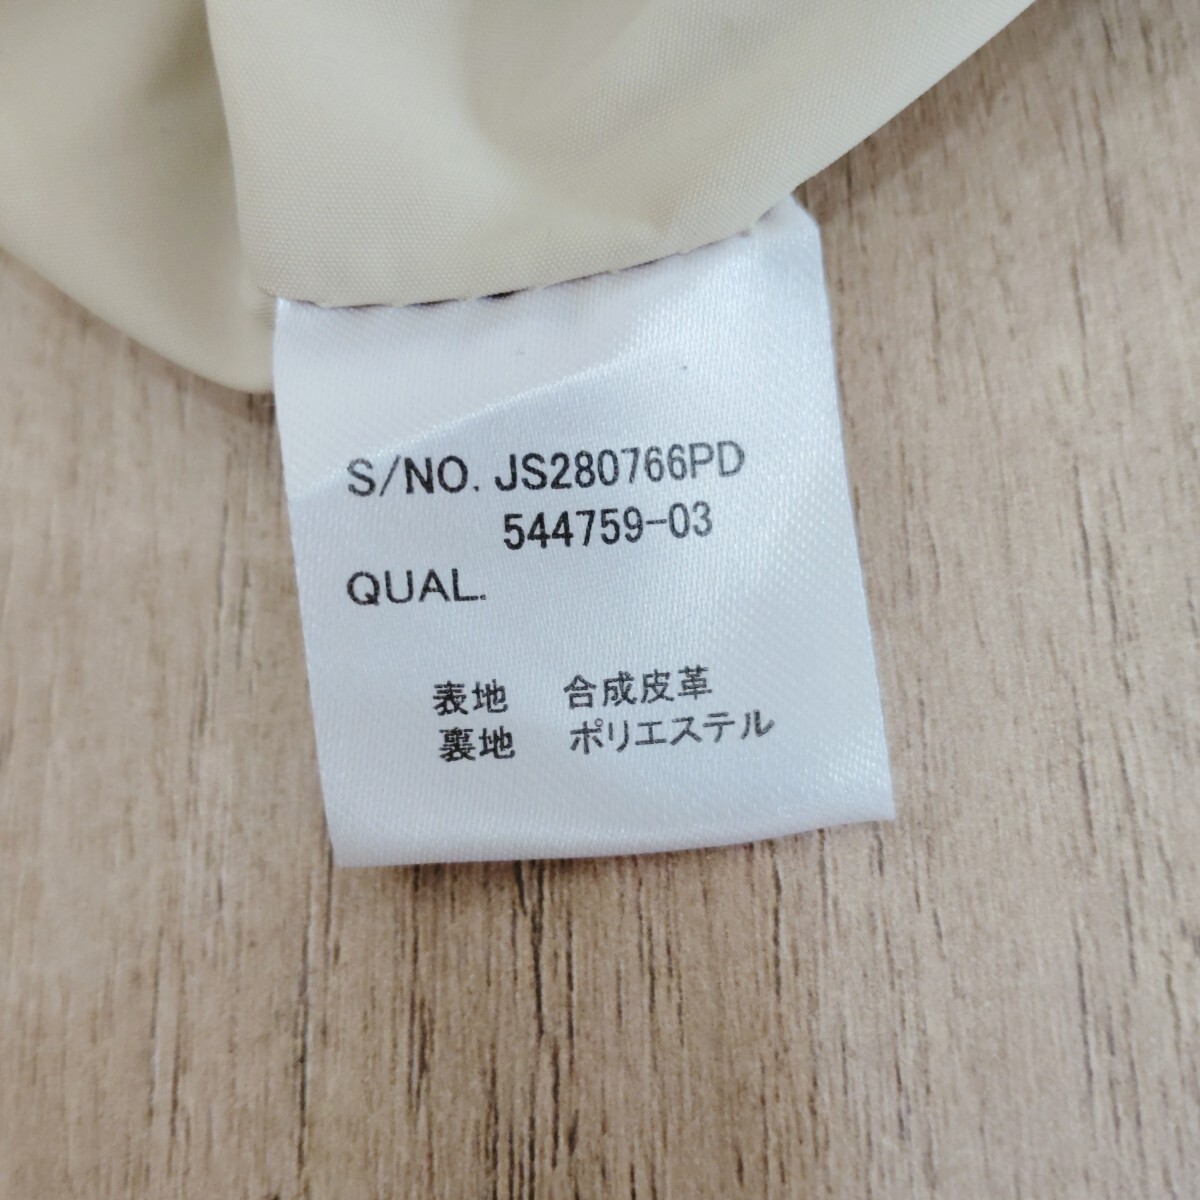 S/NO. JS280766PD
544759-03
QUAL.
表地 合成皮革
裏地 ポリエステル